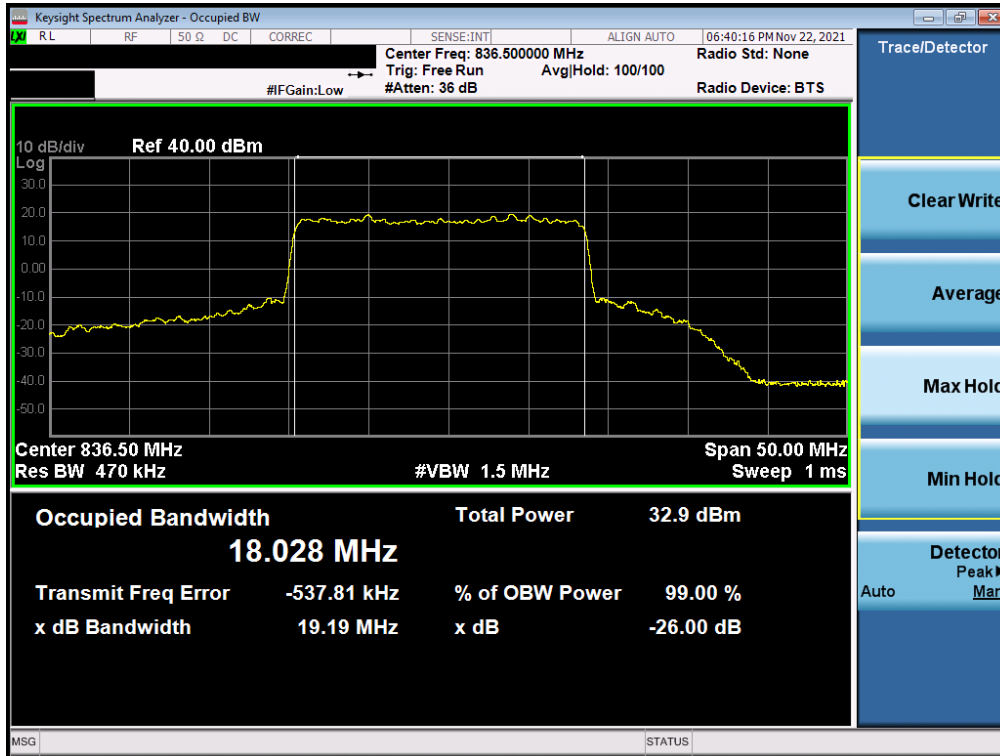 Keysight Spectrum Analyzer - Occupied BW
LXI RL RF 50 Ω DC CORREC SENSE:INT ALIGN AUTO 06:40:16 PM Nov 22, 2021
Center Freq: 836.500000 MHz Radio Std: None
Trig: Free Run Avg|Hold: 100/100
#IFGain:Low #Atten: 36 dB Radio Device: BTS
Trace/Detector
10 dB/div Ref 40.00 dBm
Log
30.0
20.0
10.0
0.00
-10.0
-20.0
-30.0
-40.0
-50.0
Center 836.50 MHz Span 50.00 MHz
Res BW 470 kHz #VBW 1.5 MHz Sweep 1 ms
Occupied Bandwidth Total Power 32.9 dBm
18.028 MHz
Transmit Freq Error -537.81 kHz % of OBW Power 99.00 %
x dB Bandwidth 19.19 MHz x dB -26.00 dB
Clear Write
Average
Max Hold
Min Hold
Detector
Peak
Auto Man
MSG STATUS